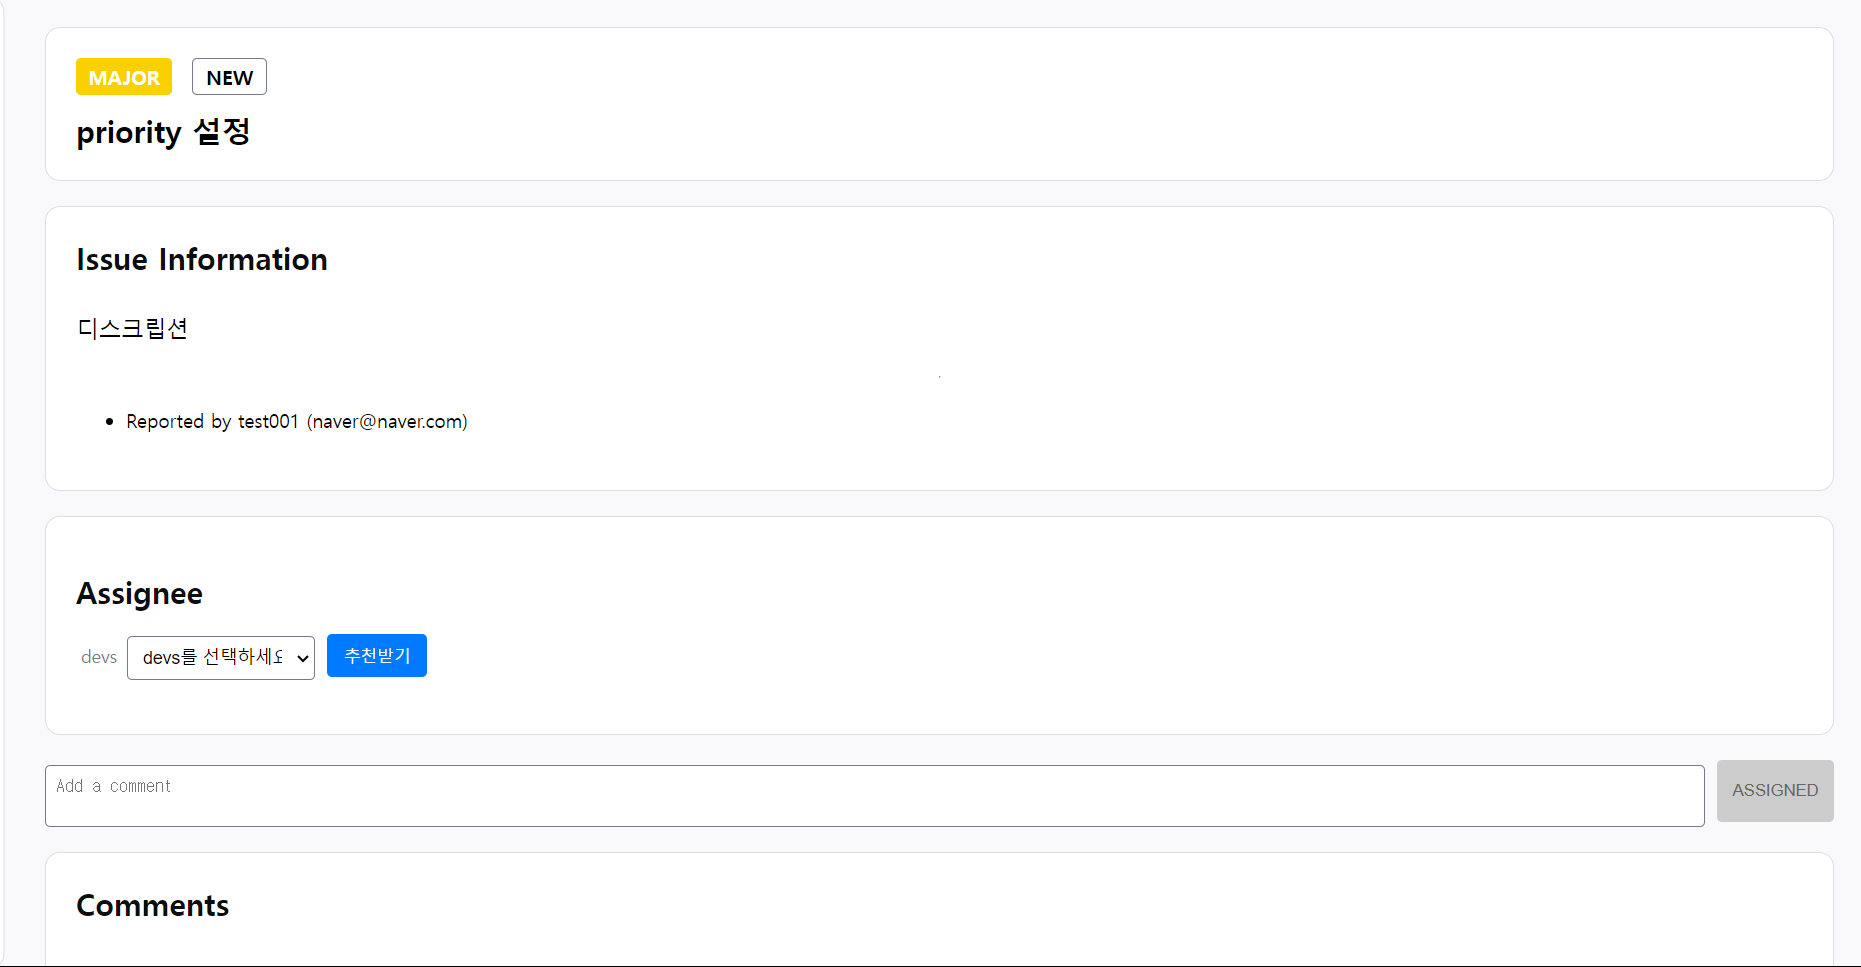 MAJOR NEW
priority 설정
Issue Information
디스크립션
Reported by test001 (naver@naver.com)
Assignee
devs devs를 선택하세요 추천받기
Add a comment ASSIGNED
Comments